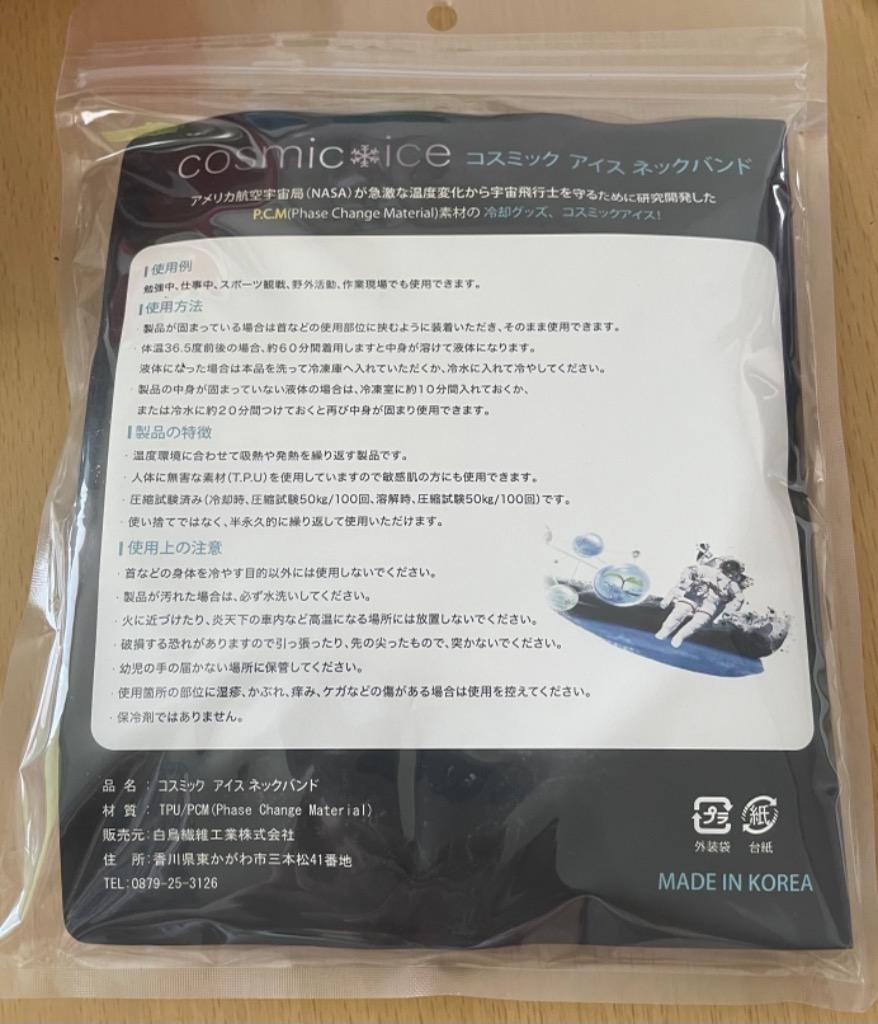 cosmic ice コスミック アイス ネックバンド
アメリカ航空宇宙局(NASA)が急激な温度変化から宇宙飛行士を守るために研究開発した
P.C.M(Phase Change Material)素材の 冷却グッズ、コスミックアイス!
使用例
勉強中、仕事中、スポーツ観戦、野外活動、作業現場でも使用できます。
使用方法
・製品が固まっている場合は首などの使用部位に挟むように装着いただき、そのまま使用できます。
・体温36.5度前後の場合、約60分間着用しますと中身が溶けて液体になります。
液体になった場合は本品を洗って冷凍庫へ入れていただくか、冷水に入れて冷やしてください。
・製品の中身が固まっていない液体の場合は、冷凍室に約10分間入れておくか、
または冷水に約20分間つけておくと再び中身が固まり使用できます。
製品の特徴
・温度環境に合わせて吸熱や発熱を繰り返す製品です。
・人体に無害な素材(T.P.U)を使用していますので敏感肌の方にも使用できます。
・圧縮試験済み(冷却時、圧縮試験50kg/100回、溶解時、圧縮試験50kg/100回)です。
・使い捨てではなく、半永久的に繰り返して使用いただけます。
使用上の注意
・首などの身体を冷やす目的以外には使用しないでください。
・製品が汚れた場合は、必ず水洗いしてください。
・火に近づけたり、炎天下の車内など高温になる場所には放置しないでください。
・破損する恐れがありますので引っ張ったり、先の尖ったもので、突かないでください。
・幼児の手の届かない場所に保管してください。
・使用箇所の部位に湿疹、かぶれ、痒み、ケガなどの傷がある場合は使用を控えてください。
・保冷剤ではありません。
品 名 : コスミック アイス ネックバンド
材 質 : TPU/PCM(Phase Change Material)
販売元:白鳥繊維工業株式会社
住 所:香川県東かがわ市三本松41番地
TEL:0879-25-3126
プラ 紙
外装袋 台紙
MADE IN KOREA